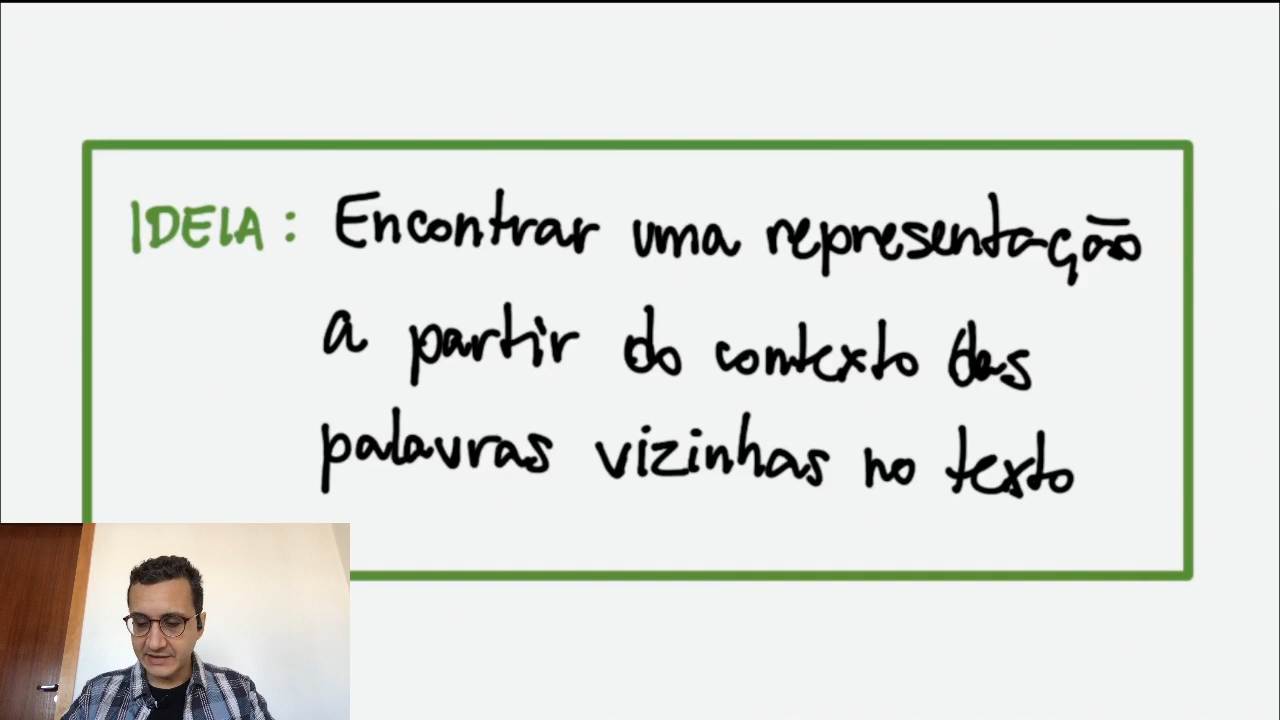 IDEIA: Encontrar uma representação
a partir do contexto das
palavras vizinhas no texto